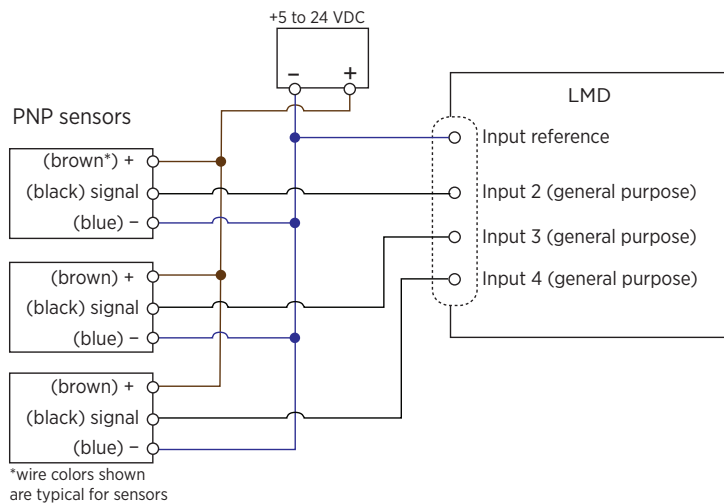 +5 to 24 VDC
– +
PNP sensors
LMD
Input reference
(brown*) +
(black) signal
(blue) –
Input 2 (general purpose)
Input 3 (general purpose)
Input 4 (general purpose)
(brown) +
(black) signal
(blue) –
(brown) +
(black) signal
(blue) –
*wire colors shown
are typical for sensors